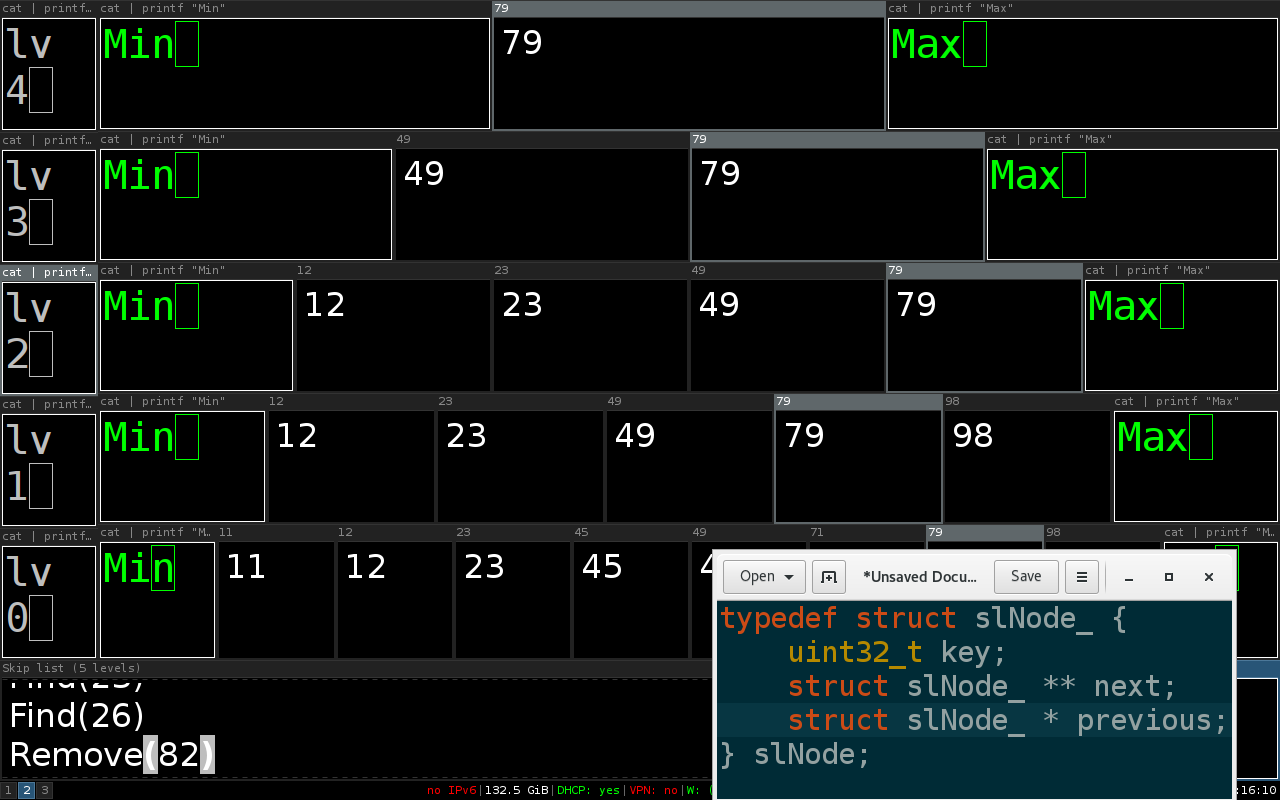 cat | printf… cat | printf "Min" 79 cat | printf "Max"
lv Min 79 Max
4
cat | printf… cat | printf "Min" 49 79 cat | printf "Max"
lv Min 49 79 Max
3
cat | printf… cat | printf "Min" 12 23 49 79 cat | printf "Max"
lv Min 12 23 49 79 Max
2
cat | printf… cat | printf "Min" 12 23 49 79 98 cat | printf "Max"
lv Min 12 23 49 79 98 Max
1
cat | printf… cat | printf "M… 11 12 23 45 49 71 79 98 cat | printf "M…
lv Min 11 12 23 45
0
Skip list (5 levels)
Find(26)
Remove(82)
Open *Unsaved Docu… Save
typedef struct slNode_ {
uint32_t key;
struct slNode_ ** next;
struct slNode_ * previous;
} slNode;
1 2 3 no IPv6|132.5 GiB|DHCP: yes|VPN: no|W: ( :16:10